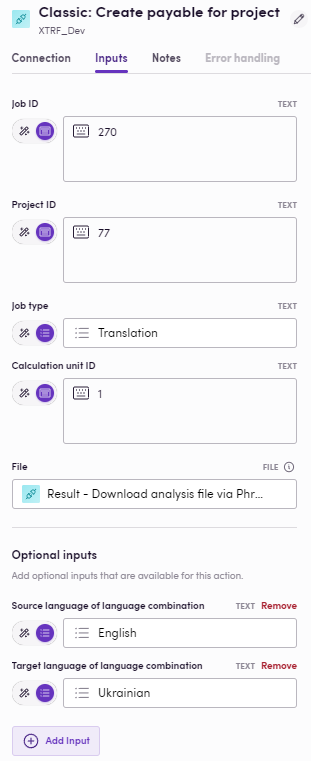 Classic: Create payable for project
XTRF_Dev
Connection Inputs Notes Error handling
Job ID TEXT
270
Project ID TEXT
77
Job type TEXT
Translation
Calculation unit ID TEXT
1
File FILE
Result - Download analysis file via Phr...
Optional inputs
Add optional inputs that are available for this action.
Source language of language combination TEXT Remove
English
Target language of language combination TEXT Remove
Ukrainian
Add Input